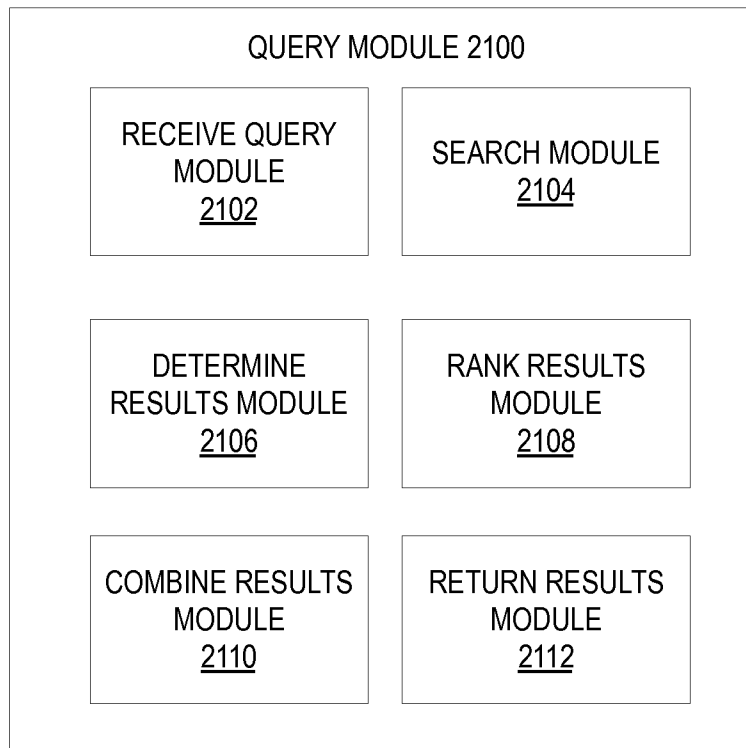 QUERY MODULE 2100
RECEIVE QUERY
MODULE
2102
SEARCH MODULE
2104
DETERMINE
RESULTS MODULE
2106
RANK RESULTS
MODULE
2108
COMBINE RESULTS
MODULE
2110
RETURN RESULTS
MODULE
2112